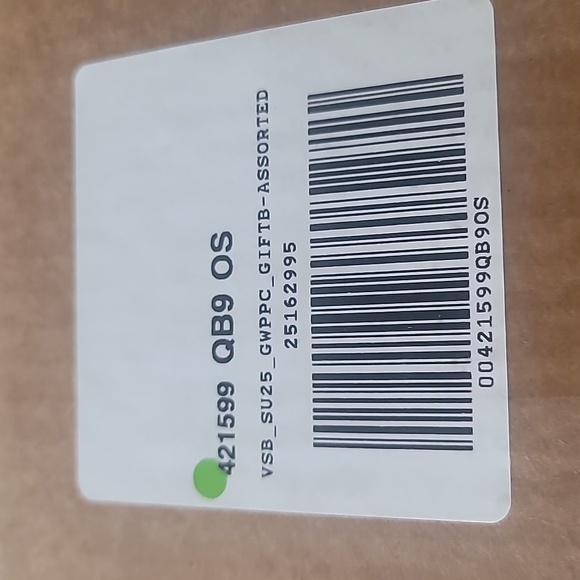 421599 QB9 OS
VSB_SU25_GWPPC_GIFTB-ASSORTED
25162995
00421599QB9OS